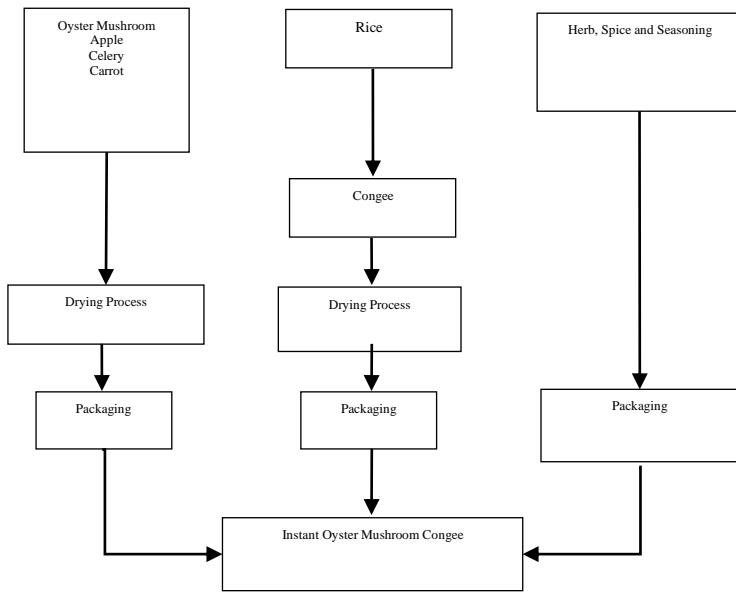 Oyster Mushroom
Apple
Celery
Carrot
Rice
Herb, Spice and Seasoning
Congee
Drying Process
Drying Process
Packaging
Packaging
Packaging
Instant Oyster Mushroom Congee